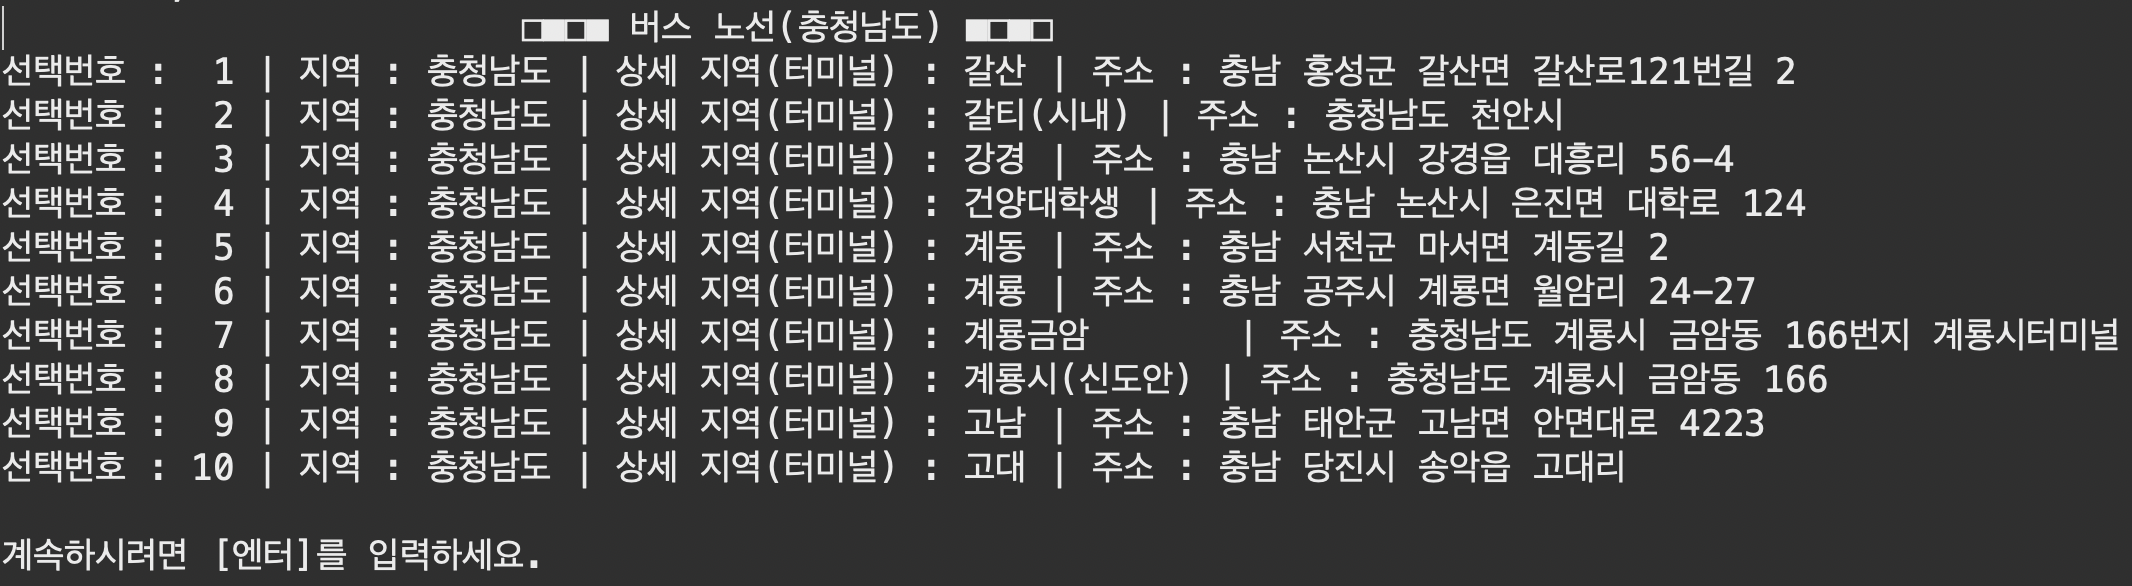 □■□■ 버스 노선(충청남도) ■□■□
선택번호 :  1 | 지역 : 충청남도 | 상세 지역(터미널) : 갈산 | 주소 : 충남 홍성군 갈산면 갈산로121번길 2
선택번호 :  2 | 지역 : 충청남도 | 상세 지역(터미널) : 갈티(시내) | 주소 : 충청남도 천안시
선택번호 :  3 | 지역 : 충청남도 | 상세 지역(터미널) : 강경 | 주소 : 충남 논산시 강경읍 대흥리 56-4
선택번호 :  4 | 지역 : 충청남도 | 상세 지역(터미널) : 건양대학생 | 주소 : 충남 논산시 은진면 대학로 124
선택번호 :  5 | 지역 : 충청남도 | 상세 지역(터미널) : 계동 | 주소 : 충남 서천군 마서면 계동길 2
선택번호 :  6 | 지역 : 충청남도 | 상세 지역(터미널) : 계룡 | 주소 : 충남 공주시 계룡면 월암리 24-27
선택번호 :  7 | 지역 : 충청남도 | 상세 지역(터미널) : 계룡금암       | 주소 : 충청남도 계룡시 금암동 166번지 계룡시터미널
선택번호 :  8 | 지역 : 충청남도 | 상세 지역(터미널) : 계룡시(신도안) | 주소 : 충청남도 계룡시 금암동 166
선택번호 :  9 | 지역 : 충청남도 | 상세 지역(터미널) : 고남 | 주소 : 충남 태안군 고남면 안면대로 4223
선택번호 : 10 | 지역 : 충청남도 | 상세 지역(터미널) : 고대 | 주소 : 충남 당진시 송악읍 고대리
계속하시려면 [엔터]를 입력하세요.